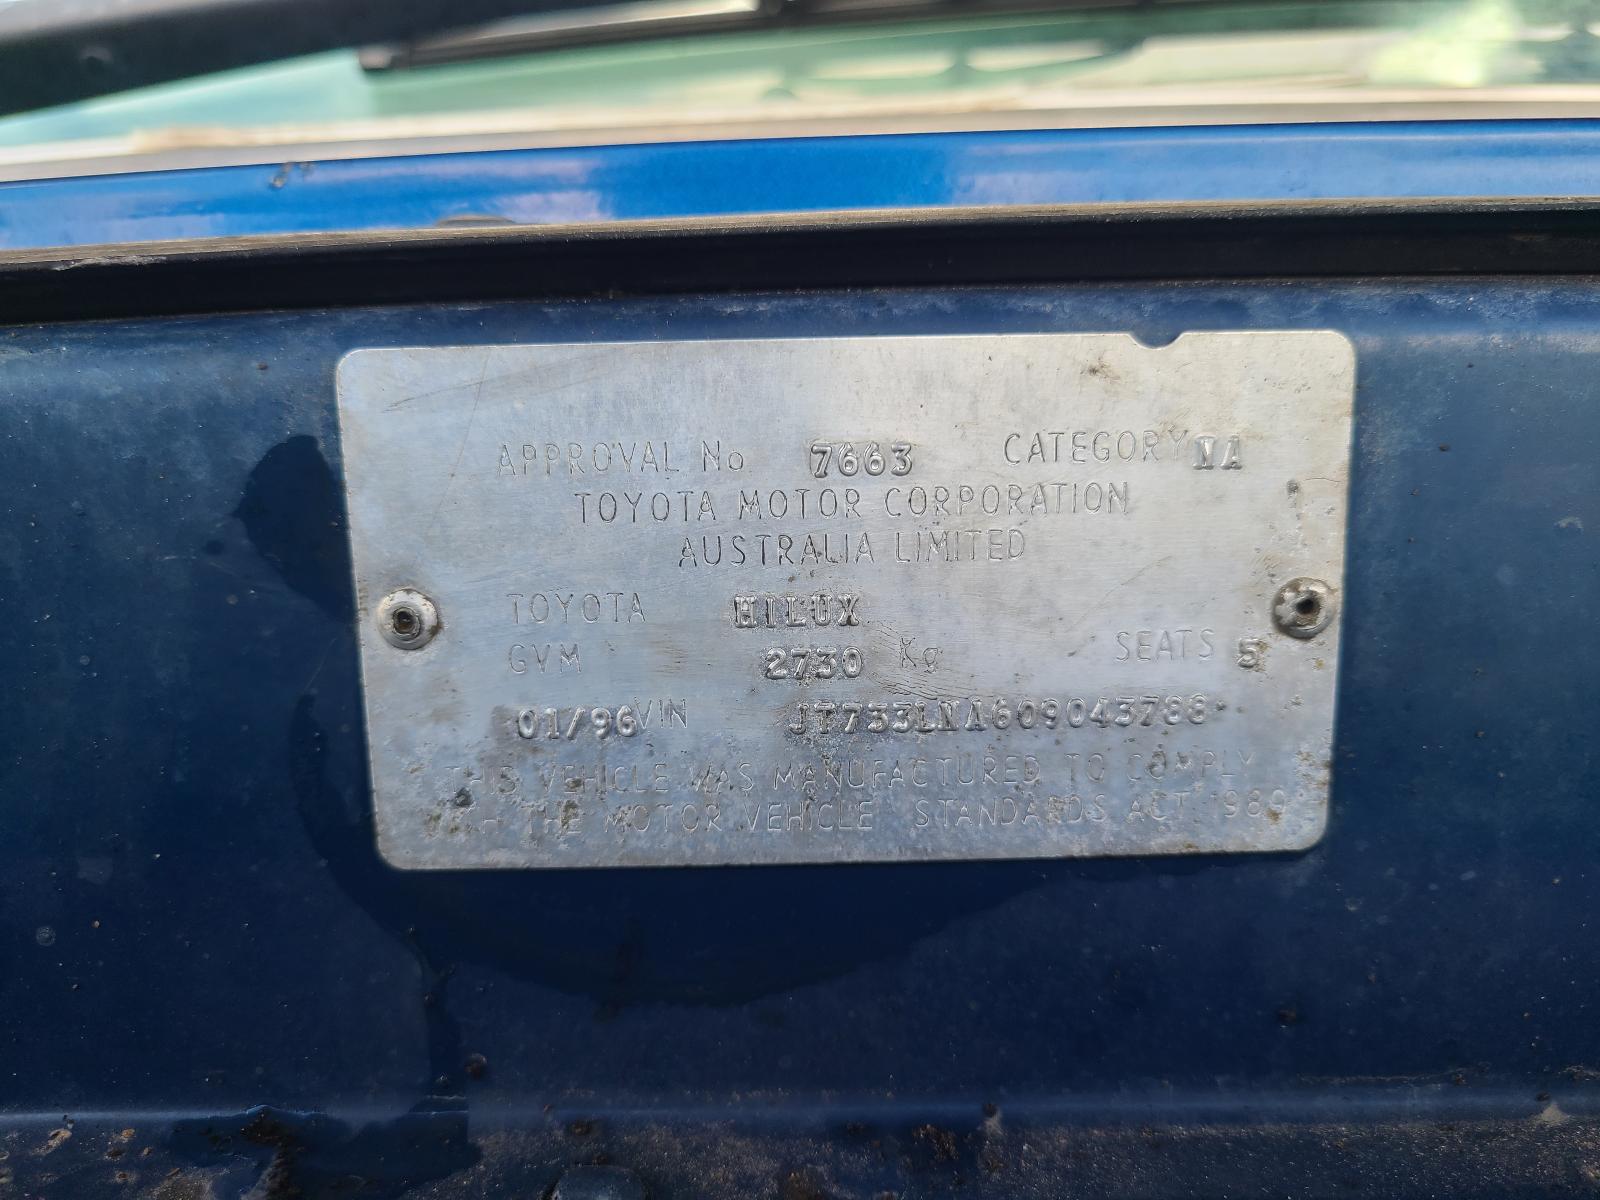 APPROVAL No 7663 CATEGORY NA
TOYOTA MOTOR CORPORATION
AUSTRALIA LIMITED
TOYOTA HILUX
GVM 2730 Kg SEATS 5
01/96 VIN JT733LNA609043788
THIS VEHICLE WAS MANUFACTURED TO COMPLY
WITH THE MOTOR VEHICLE STANDARDS ACT 1989